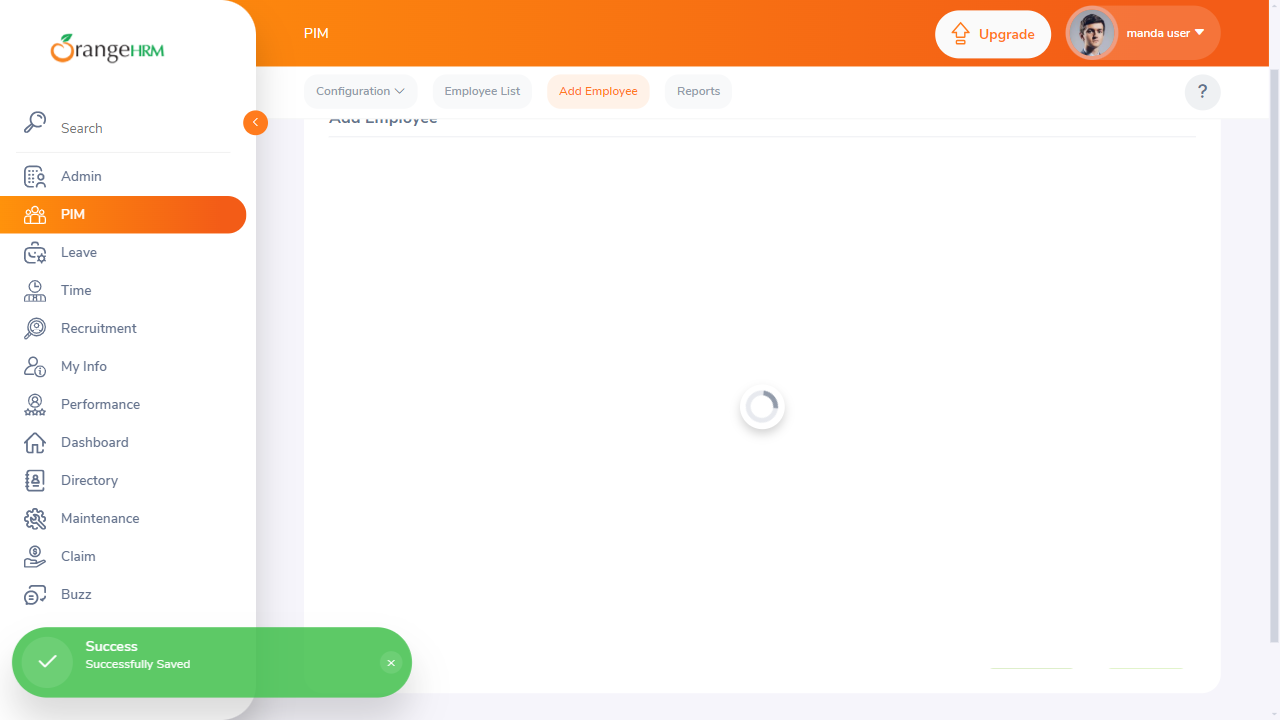 OrangeHRM
Search
Admin
PIM
Leave
Time
Recruitment
My Info
Performance
Dashboard
Directory
Maintenance
Claim
Buzz
PIM
Upgrade
manda user
Configuration
Employee List
Add Employee
Reports
?
Add Employee
Success
Successfully Saved